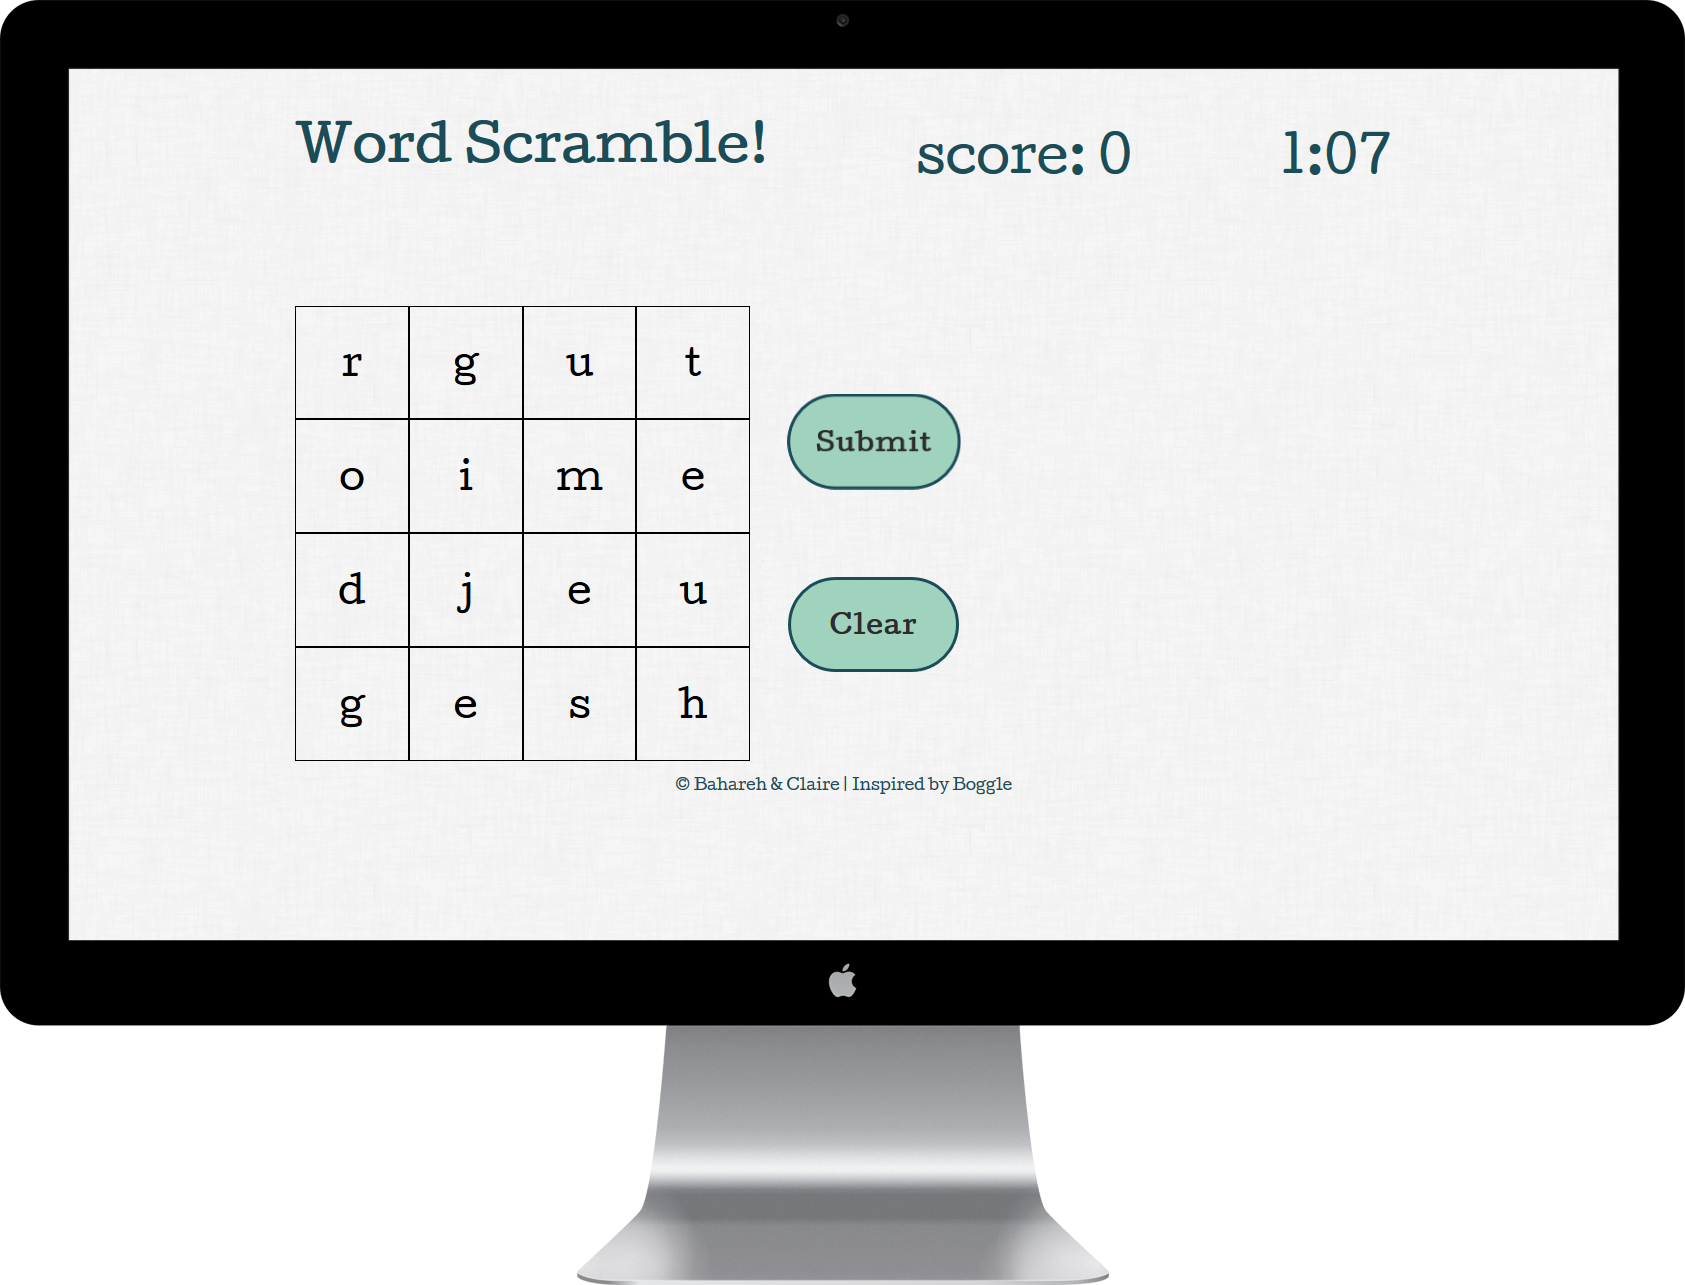 Word Scramble!
score: 0
1:07
r g u t
o i m e
d j e u
g e s h
Submit
Clear
© Bahareh & Claire | Inspired by Boggle